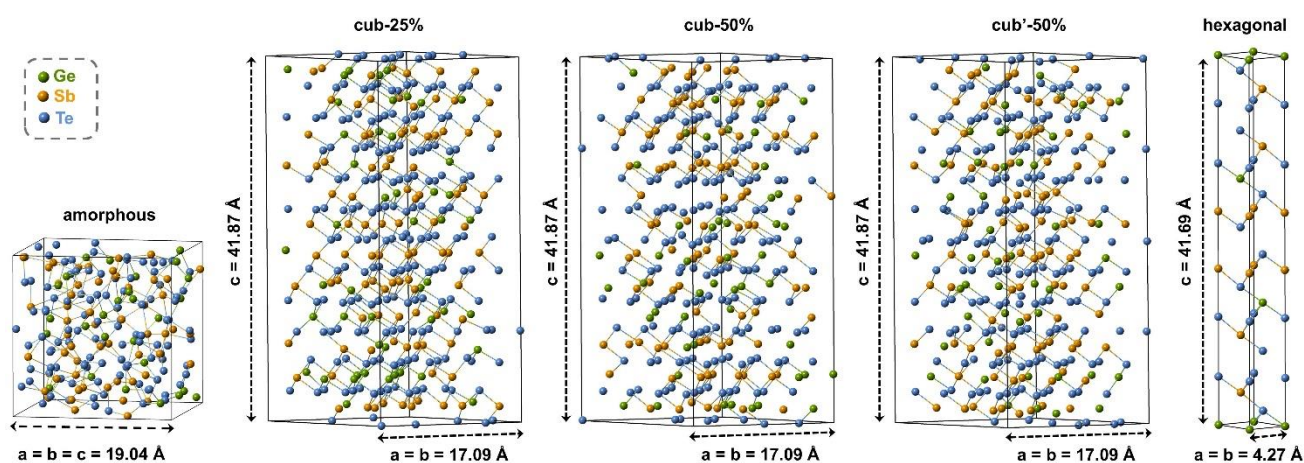 cub-25%
cub-50%
cub’-50%
hexagonal
Ge
Sb
Te
amorphous
c = 41.87 Å
c = 41.87 Å
c = 41.87 Å
c = 41.69 Å
a = b = c = 19.04 Å
a = b = 17.09 Å
a = b = 17.09 Å
a = b = 17.09 Å
a = b = 4.27 Å